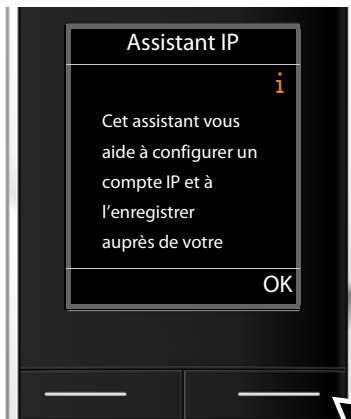 Assistant IP
i
Cet assistant vous
aide à configurer un
compte IP et à
l'enregistrer
auprès de votre
OK